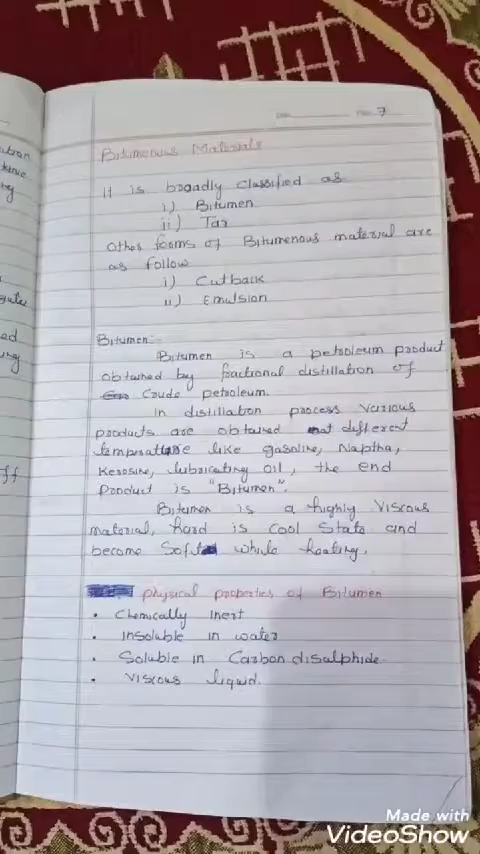 7
Bitumenous Materials
It is broadly classified as
i) Bitumen
ii) Tar
Other forms of Bitumenous material are
as follow
i) Cutback
ii) Emulsion
Bitumen:-
Bitumen is a petroleum product
obtained by fractional distillation of
Crude petroleum.
In distillation process various
products are obtained at different
temperature like gasoline, Naptha,
Kerosine, lubricating oil, the end
Product is "Bitumen".
Bitumen is a highly viscous
material, hard is cool state and
become soft while heating.
physical properties of Bitumen
• Chemically inert
• Insoluble in water
• Soluble in Carbon disulphide
• Viscous liquid.
ff
Made with
VideoShow